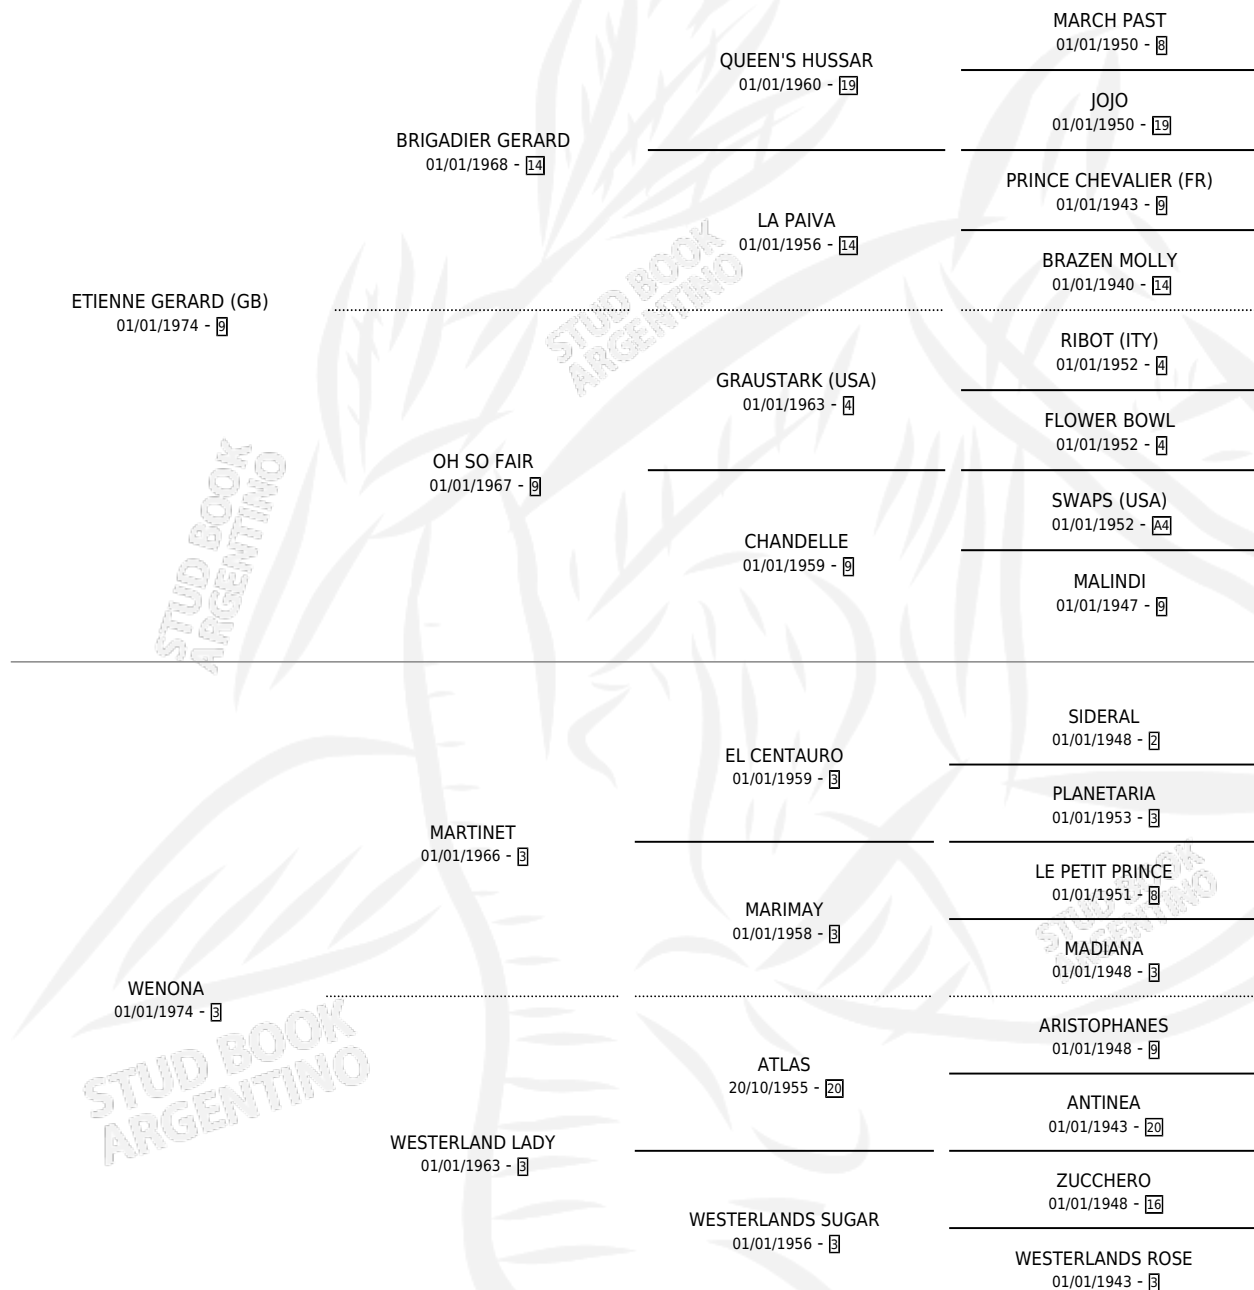 MARCH PAST
01/01/1950 - 8
QUEEN'S HUSSAR
01/01/1960 - 19
JOJO
01/01/1950 - 19
BRIGADIER GERARD
01/01/1968 - 14
PRINCE CHEVALIER (FR)
01/01/1943 - 9
LA PAIVA
01/01/1956 - 14
BRAZEN MOLLY
01/01/1940 - 14
ETIENNE GERARD (GB)
01/01/1974 - 9
RIBOT (ITY)
01/01/1952 - 4
GRAUSTARK (USA)
01/01/1963 - 4
FLOWER BOWL
01/01/1952 - 4
OH SO FAIR
01/01/1967 - 9
SWAPS (USA)
01/01/1952 - A4
CHANDELLE
01/01/1959 - 9
MALINDI
01/01/1947 - 9
SIDERAL
01/01/1948 - 2
EL CENTAURO
01/01/1959 - 3
PLANETARIA
01/01/1953 - 3
MARTINET
01/01/1966 - 3
LE PETIT PRINCE
01/01/1951 - 8
MARIMAY
01/01/1958 - 3
MADIANA
01/01/1948 - 3
WENONA
01/01/1974 - 3
ARISTOPHANES
01/01/1948 - 9
ATLAS
20/10/1955 - 20
ANTINEA
01/01/1943 - 20
WESTERLAND LADY
01/01/1963 - 3
ZUCCHERO
01/01/1948 - 16
WESTERLANDS SUGAR
01/01/1956 - 3
WESTERLANDS ROSE
01/01/1943 - 3
STUD BOOK
ARGENTINO
STUD BOOK
ARGENTINO
STUD BOOK
ARGENTINO
STUD BOOK
ARGENTINO